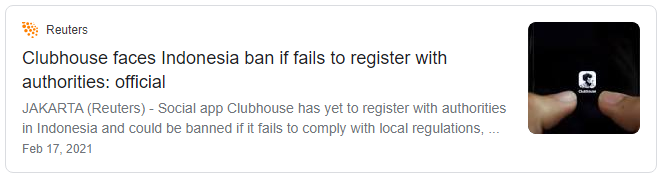 Reuters
Clubhouse faces Indonesia ban if fails to register with
authorities: official
JAKARTA (Reuters) - Social app Clubhouse has yet to register with authorities
in Indonesia and could be banned if it fails to comply with local regulations, ...
Feb 17, 2021
Clubhouse